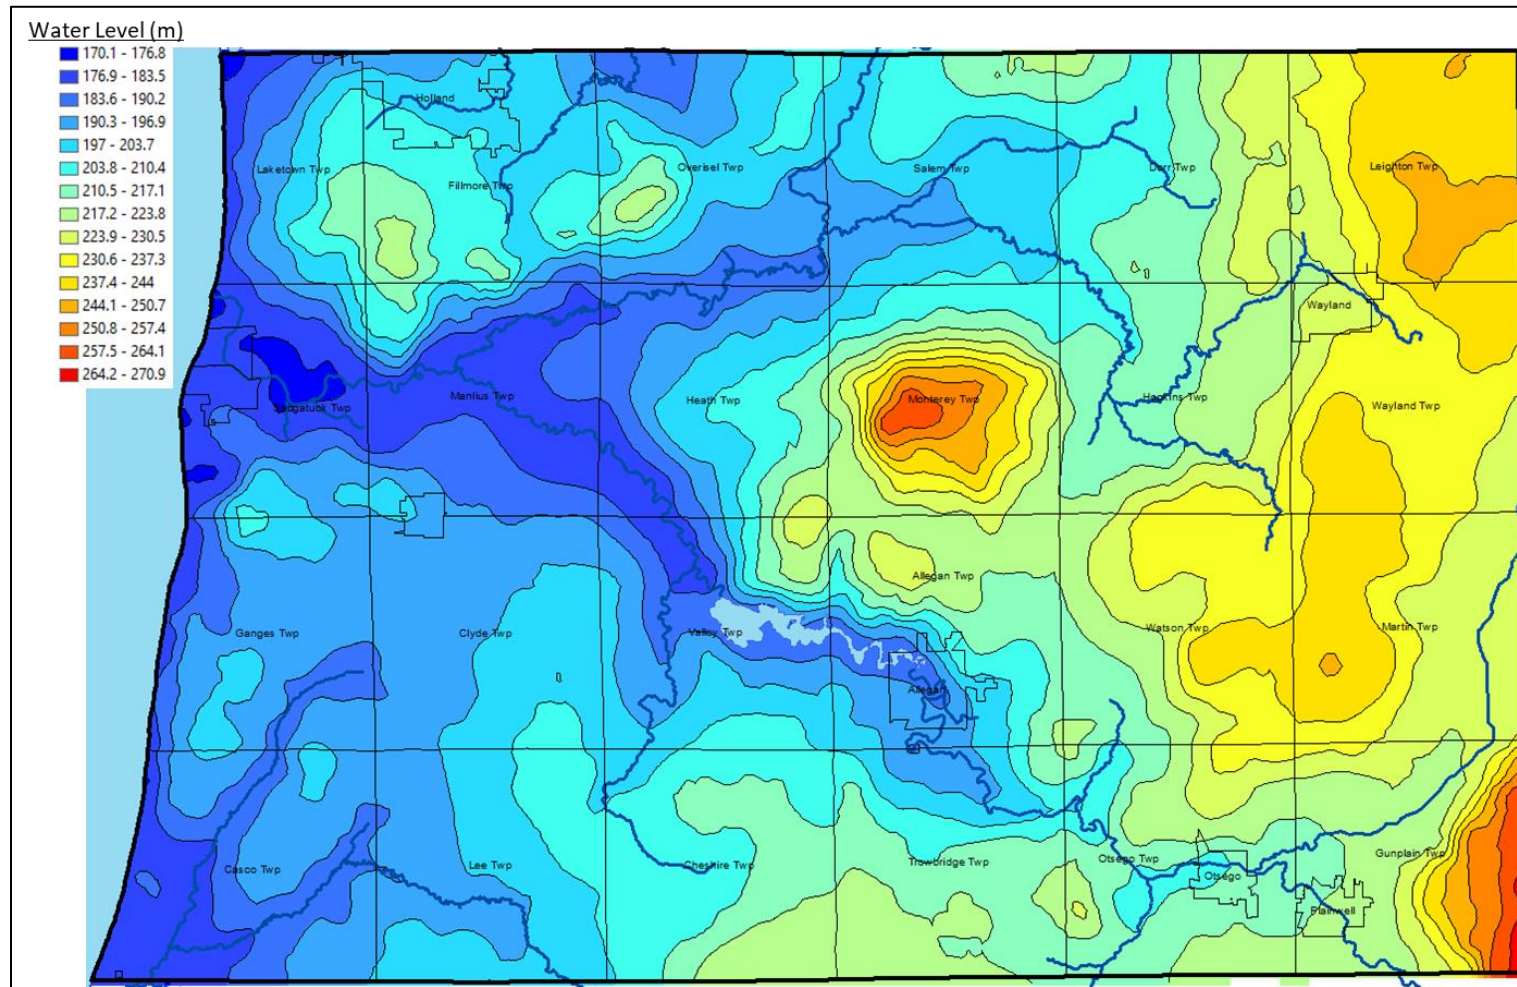 Water Level (m)
170.1 - 176.8
176.9 - 183.5
183.6 - 190.2
190.3 - 196.9
197 - 203.7
203.8 - 210.4
210.5 - 217.1
217.2 - 223.8
223.9 - 230.5
230.6 - 237.3
237.4 - 244
244.1 - 250.7
250.8 - 257.4
257.5 - 264.1
264.2 - 270.9
Holland
Laketown Twp
Fillmore Twp
Overisel Twp
Salem Twp
Dorr Twp
Leighton Twp
Wayland
Saugatuck Twp
Manlius Twp
Heath Twp
Monterey Twp
Hopkins Twp
Wayland Twp
Ganges Twp
Clyde Twp
Valley Twp
Allegan Twp
Watson Twp
Martin Twp
Allegan
Casco Twp
Lee Twp
Cheshire Twp
Trowbridge Twp
Otsego Twp
Otsego
Gunplain Twp
Plainwell